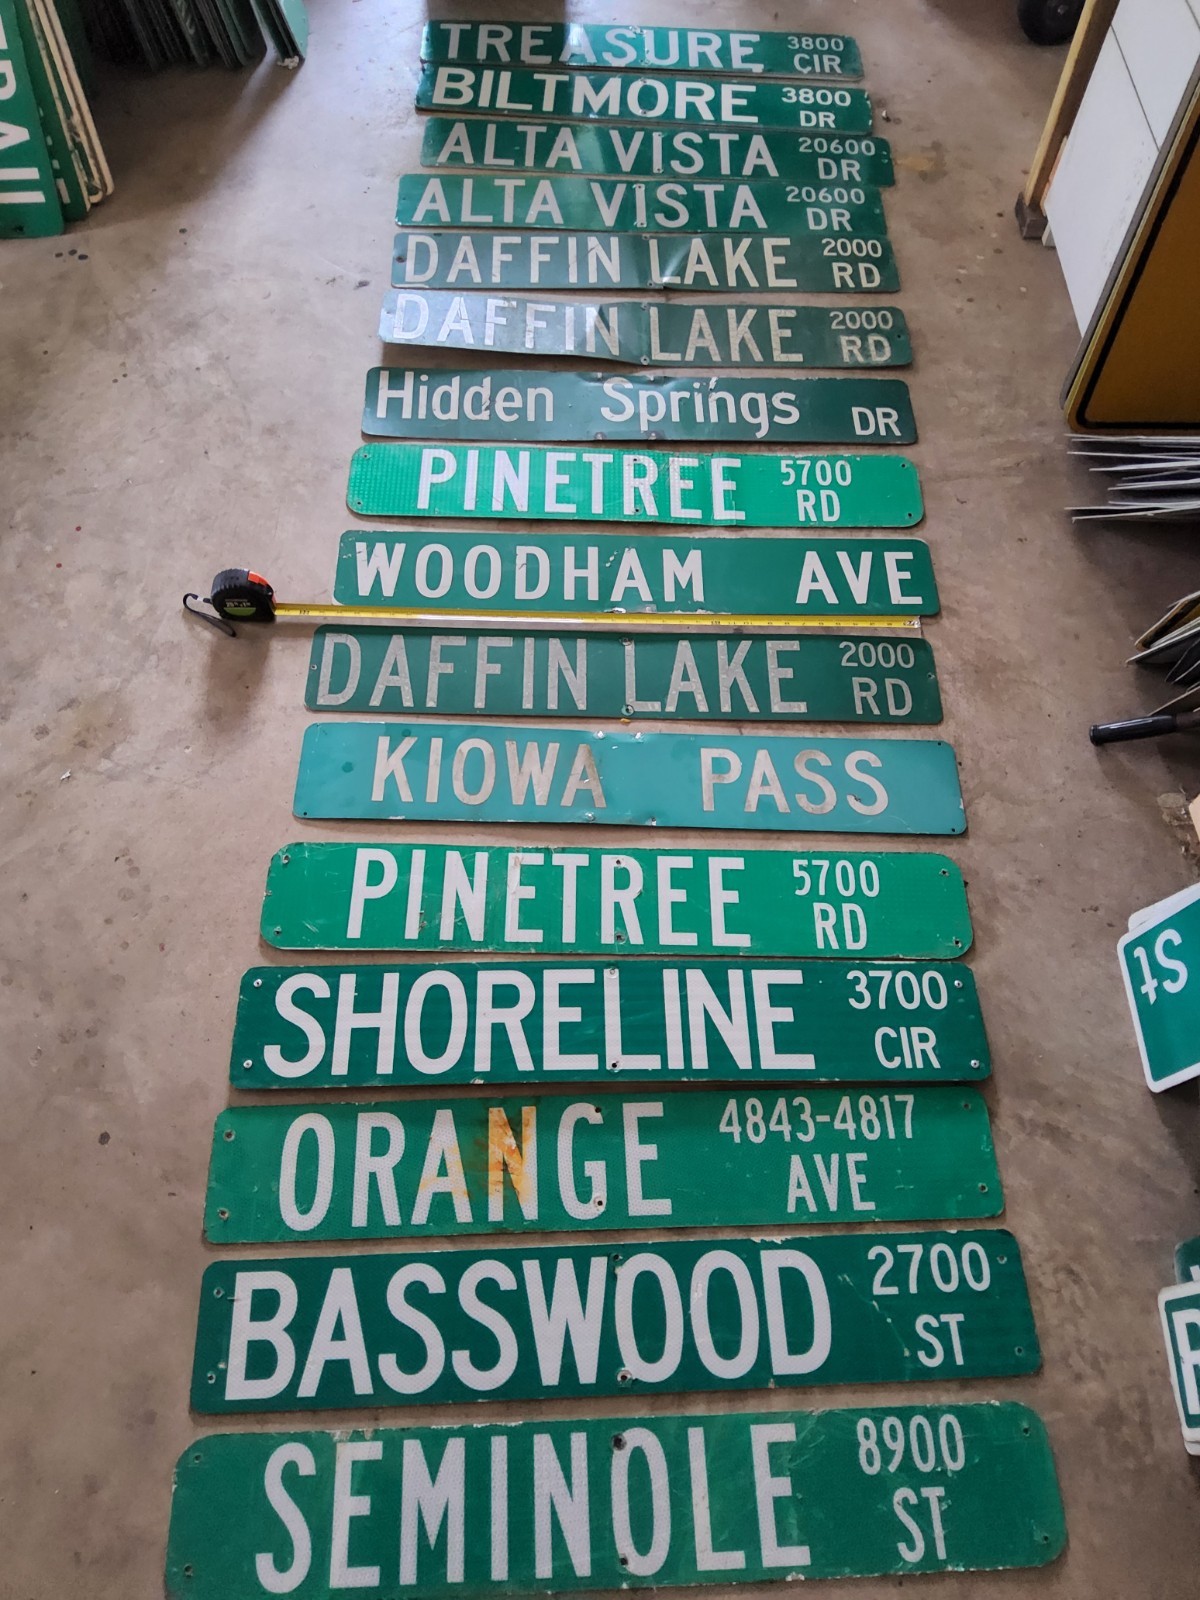 TREASURE 3800 CIR
BILTMORE 3800 DR
ALTA VISTA 20600 DR
ALTA VISTA 20600 DR
DAFFIN LAKE 2000 RD
DAFFIN LAKE 2000 RD
Hidden Springs DR
PINETREE 5700 RD
WOODHAM AVE
DAFFIN LAKE 2000 RD
KIOWA PASS
PINETREE 5700 RD
SHORELINE 3700 CIR
ORANGE 4843-4817 AVE
BASSWOOD 2700 ST
SEMINOLE 8900 ST
St